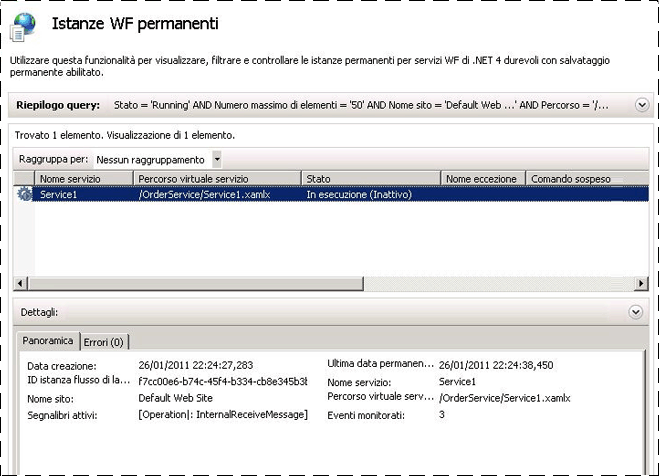 Istanze WF permanenti
Utilizzare questa funzionalità per visualizzare, filtrare e controllare le istanze permanenti per servizi WF di .NET 4 durevoli con salvataggio
permanente abilitato.
Riepilogo query: Stato = 'Running' AND Numero massimo di elementi = '50' AND Nome sito = 'Default Web ...' AND Percorso = '/...
Trovato 1 elemento. Visualizzazione di 1 elemento.
Raggruppa per: Nessun raggruppamento
Nome servizio Percorso virtuale servizio Stato Nome eccezione Comando sospeso
Service1 /OrderService/Service1.xamlx In esecuzione (Inattivo)
Dettagli:
Panoramica Errori (0)
Data creazione: 26/01/2011 22:24:27,283 Ultima data permanen... 26/01/2011 22:24:38,450
ID istanza flusso di la... f7cc00e6-b74c-45f4-b334-cb8e345b3b Nome servizio: Service1
Nome sito: Default Web Site Percorso virtuale serv... /OrderService/Service1.xamlx
Segnalibri attivi: [Operation|: InternalReceiveMessage] Eventi monitorati: 3